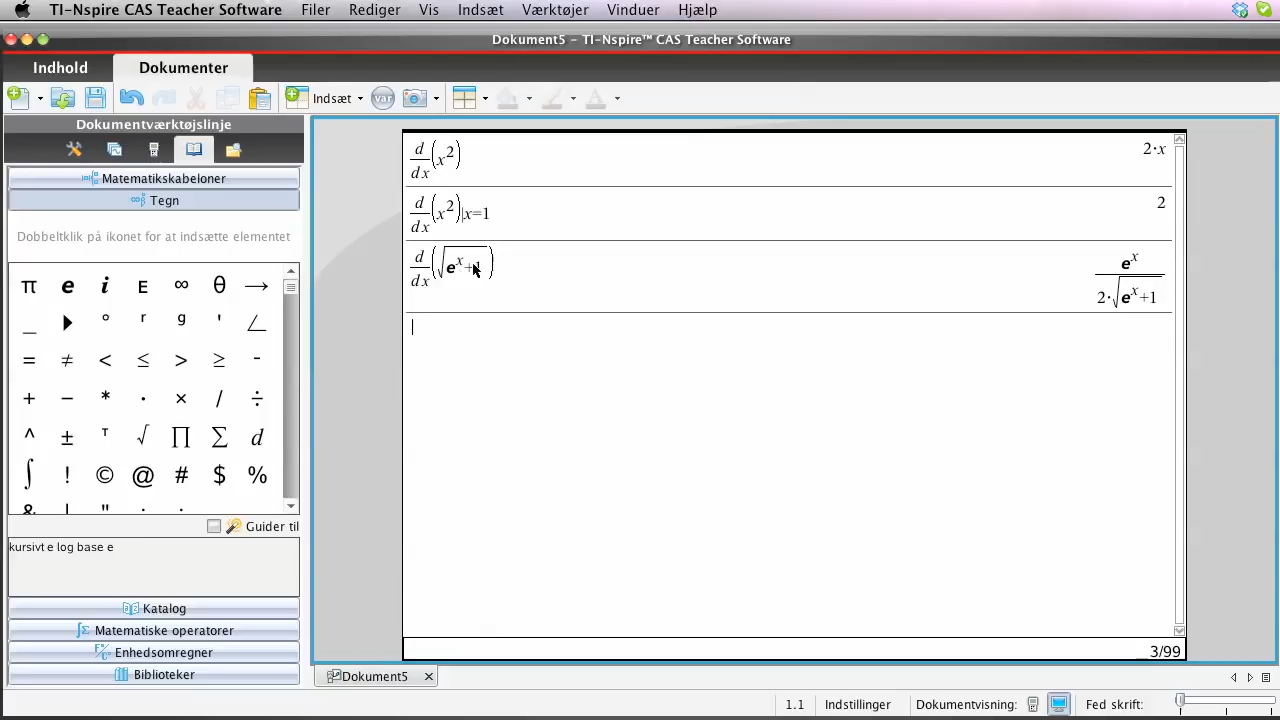 TI-Nspire CAS Teacher Software Filer Rediger Vis Indsæt Værktøjer Vinduer Hjælp
Dokument5 – TI-Nspire™ CAS Teacher Software
Indhold Dokumenter
Indsæt var
Dokumentværktøjslinje
Matematikskabeloner
Tegn
Dobbeltklik på ikonet for at indsætte elementet
π e i E ∞ θ →
_ ▶ ° r g ' ∠
= ≠ < ≤ > ≥ -
+ − * · × / ÷
^ ± T √ ∏ ∑ d
∫ ! © @ # $ %
Guider til
kursivt e log base e
Katalog
Matematiske operatorer
Enhedsomregner
Biblioteker
d/dx(x²) 2·x
d/dx(x²)|x=1 2
d/dx(√(e^x+1)) e^x/(2·√(e^x+1))
3/99
Dokument5
1.1 Indstillinger Dokumentvisning: Fed skrift: